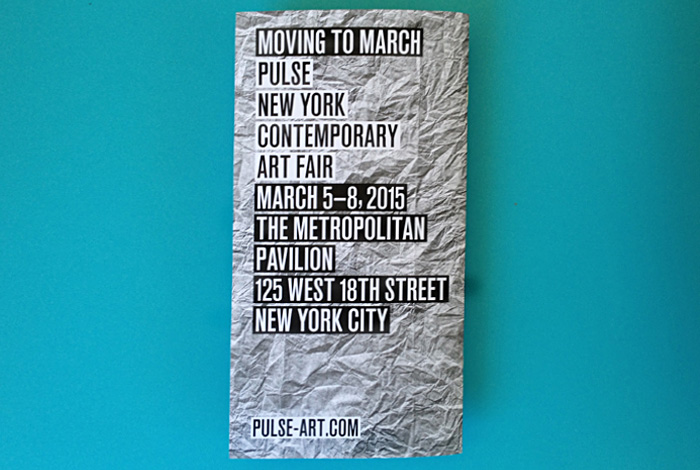 MOVING TO MARCH
PULSE
NEW YORK
CONTEMPORARY
ART FAIR
MARCH 5–8, 2015
THE METROPOLITAN
PAVILION
125 WEST 18TH STREET
NEW YORK CITY
PULSE-ART.COM